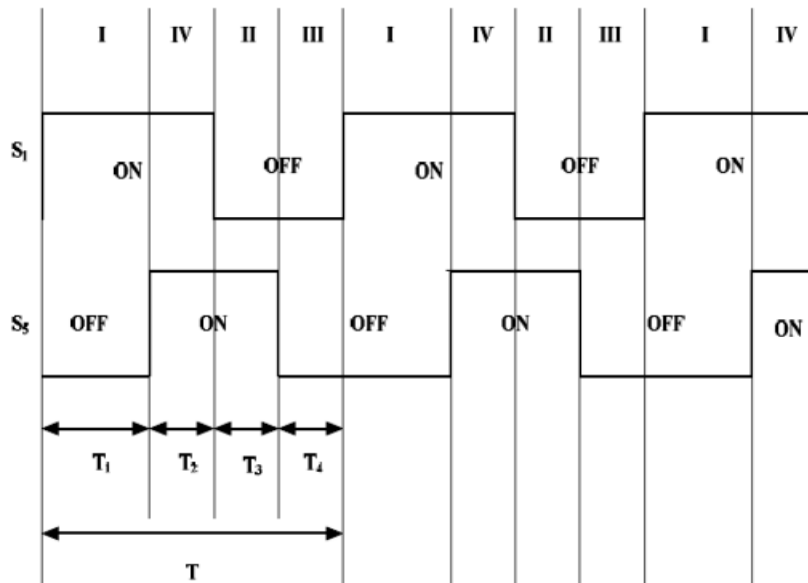 I IV II III I IV II III I IV
S₁ ON OFF ON OFF ON
S₅ OFF ON OFF ON OFF ON
T₁ T₂ T₃ T₄
T